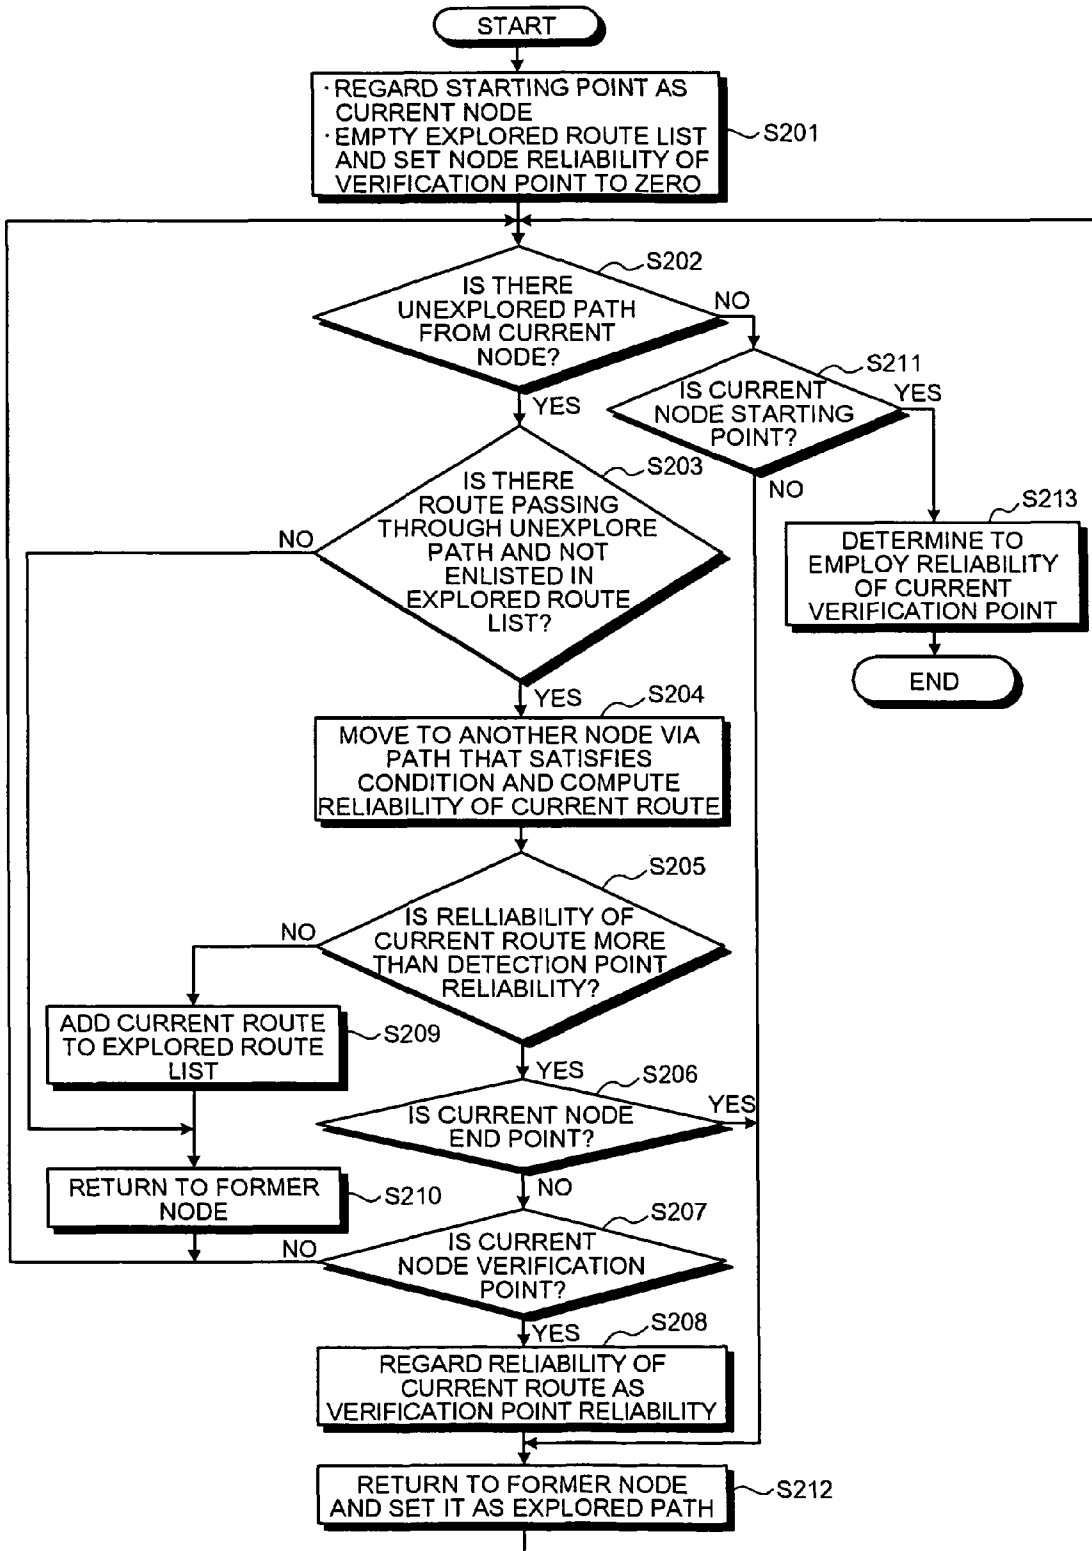 START
· REGARD STARTING POINT AS
CURRENT NODE
· EMPTY EXPLORED ROUTE LIST
AND SET NODE RELIABILITY OF
VERIFICATION POINT TO ZERO
S201
S202
IS THERE
UNEXPLORED PATH
FROM CURRENT
NODE?
NO
YES
S211
IS CURRENT
NODE STARTING
POINT?
YES
NO
S203
IS THERE
ROUTE PASSING
THROUGH UNEXPLORE
PATH AND NOT
ENLISTED IN
EXPLORED ROUTE
LIST?
NO
YES
S213
DETERMINE TO
EMPLOY RELIABILITY
OF CURRENT
VERIFICATION POINT
END
S204
MOVE TO ANOTHER NODE VIA
PATH THAT SATISFIES
CONDITION AND COMPUTE
RELIABILITY OF CURRENT ROUTE
S205
IS RELLIABILITY OF
CURRENT ROUTE MORE
THAN DETECTION POINT
RELIABILITY?
NO
YES
ADD CURRENT ROUTE
TO EXPLORED ROUTE
LIST
S209
S206
IS CURRENT NODE
END POINT?
YES
NO
RETURN TO FORMER
NODE
S210
S207
IS CURRENT
NODE VERIFICATION
POINT?
NO
YES
S208
REGARD RELIABILITY OF
CURRENT ROUTE AS
VERIFICATION POINT RELIABILITY
RETURN TO FORMER NODE
AND SET IT AS EXPLORED PATH
S212